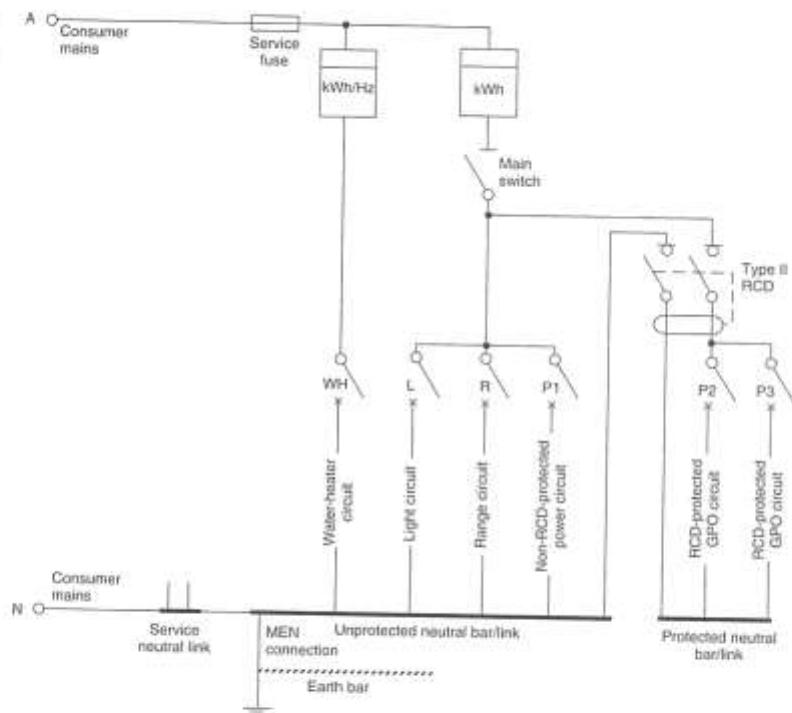 A
Consumer
mains
Service
fuse
kWh/Hz
kWh
Main
switch
Type II
RCD
WH
L
R
P1
P2
P3
Water-heater
circuit
Light circuit
Range circuit
Non-RCD-protected
power circuit
RCD-protected
GPO circuit
RCD-protected
GPO circuit
N
Consumer
mains
Service
neutral link
MEN
connection
Unprotected neutral bar/link
Protected neutral
bar/link
Earth bar